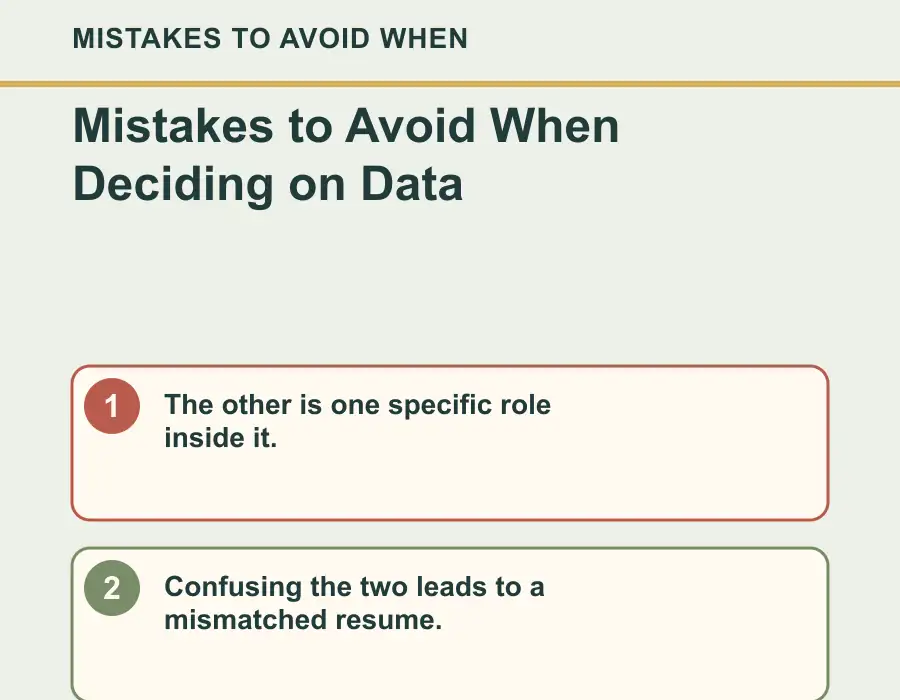 MISTAKES TO AVOID WHEN
Mistakes to Avoid When
Deciding on Data
1
The other is one specific role
inside it.
2
Confusing the two leads to a
mismatched resume.